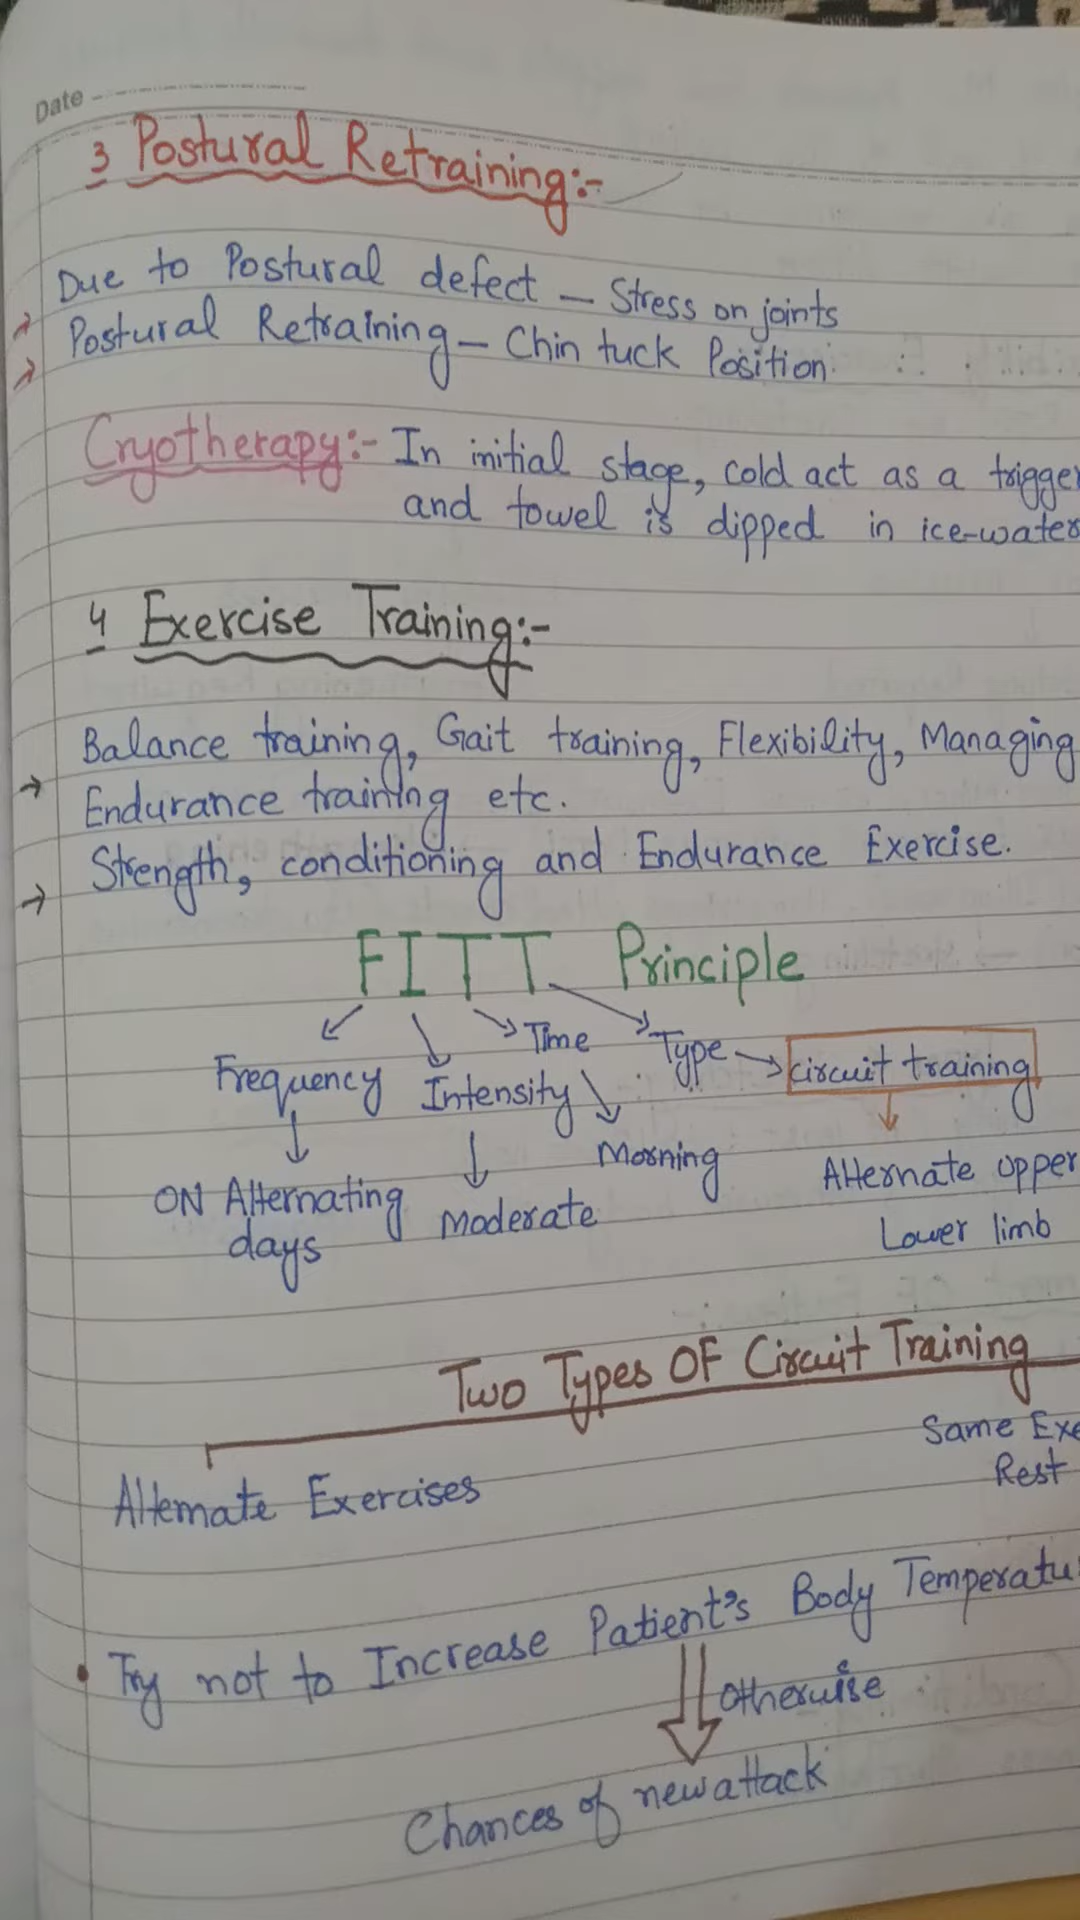 Date
3 Postural Retraining:-
Due to Postural defect - Stress on joints
Postural Retraining - Chin tuck Position
Cryotherapy:- In initial stage, cold act as a trigger
and towel is dipped in ice-water
4 Exercise Training:-
→ Balance training, Gait training, Flexibility, Managing
Endurance training etc.
→ Strength, conditioning and Endurance Exercise.
FITT Principle
Time
Frequency Intensity Type → circuit training
Morning
ON Alternating days
Moderate
Alternate upper
Lower limb
Two Types OF Circuit Training
Same Exe
Rest
Alternate Exercises
• Try not to Increase Patient's Body Temperatu
otherwise
Chances of new attack